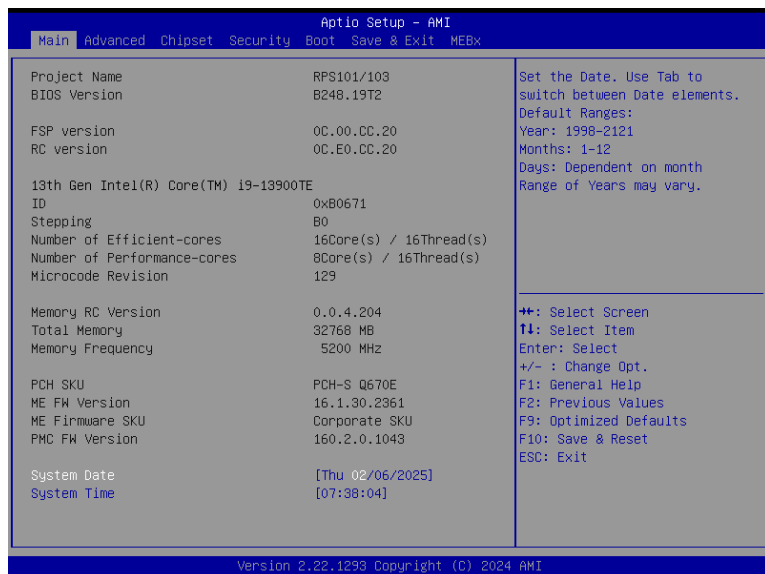 Aptio Setup - AMI
Main Advanced Chipset Security Boot Save & Exit MEBx
Project Name RPS101/103
BIOS Version B248.19T2
FSP version 0C.00.CC.20
RC version 0C.E0.CC.20
13th Gen Intel(R) Core(TM) i9-13900TE
ID 0xB0671
Stepping B0
Number of Efficient-cores 16Core(s) / 16Thread(s)
Number of Performance-cores 8Core(s) / 16Thread(s)
Microcode Revision 129
Memory RC Version 0.0.4.204
Total Memory 32768 MB
Memory Frequency 5200 MHz
PCH SKU PCH-S Q670E
ME FW Version 16.1.30.2361
ME Firmware SKU Corporate SKU
PMC FW Version 160.2.0.1043
System Date [Thu 02/06/2025]
System Time [07:38:04]
Set the Date. Use Tab to
switch between Date elements.
Default Ranges:
Year: 1998-2121
Months: 1-12
Days: Dependent on month
Range of Years may vary.
→←: Select Screen
↑↓: Select Item
Enter: Select
+/- : Change Opt.
F1: General Help
F2: Previous Values
F9: Optimized Defaults
F10: Save & Reset
ESC: Exit
Version 2.22.1293 Copyright (C) 2024 AMI